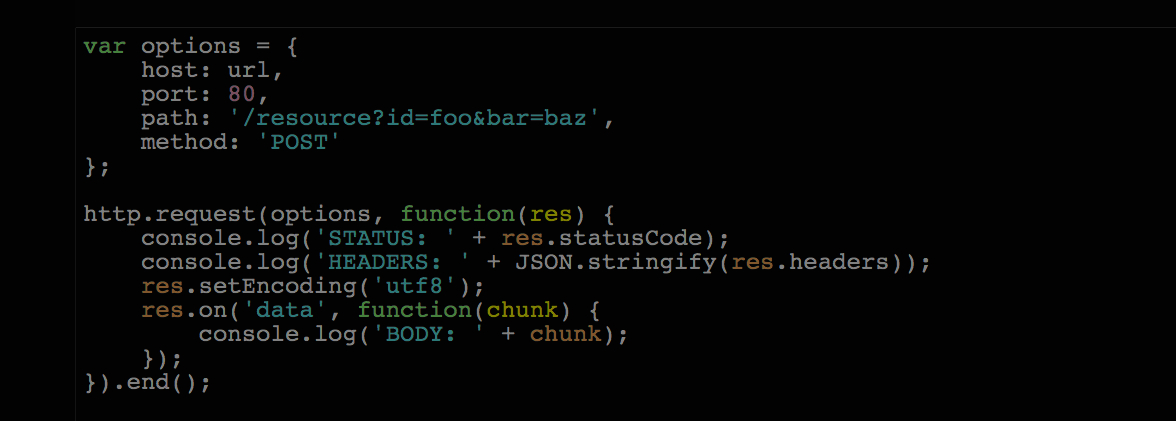 var options = {
    host: url,
    port: 80,
    path: '/resource?id=foo&bar=baz',
    method: 'POST'
};

http.request(options, function(res) {
    console.log('STATUS: ' + res.statusCode);
    console.log('HEADERS: ' + JSON.stringify(res.headers));
    res.setEncoding('utf8');
    res.on('data', function(chunk) {
        console.log('BODY: ' + chunk);
    });
}).end();